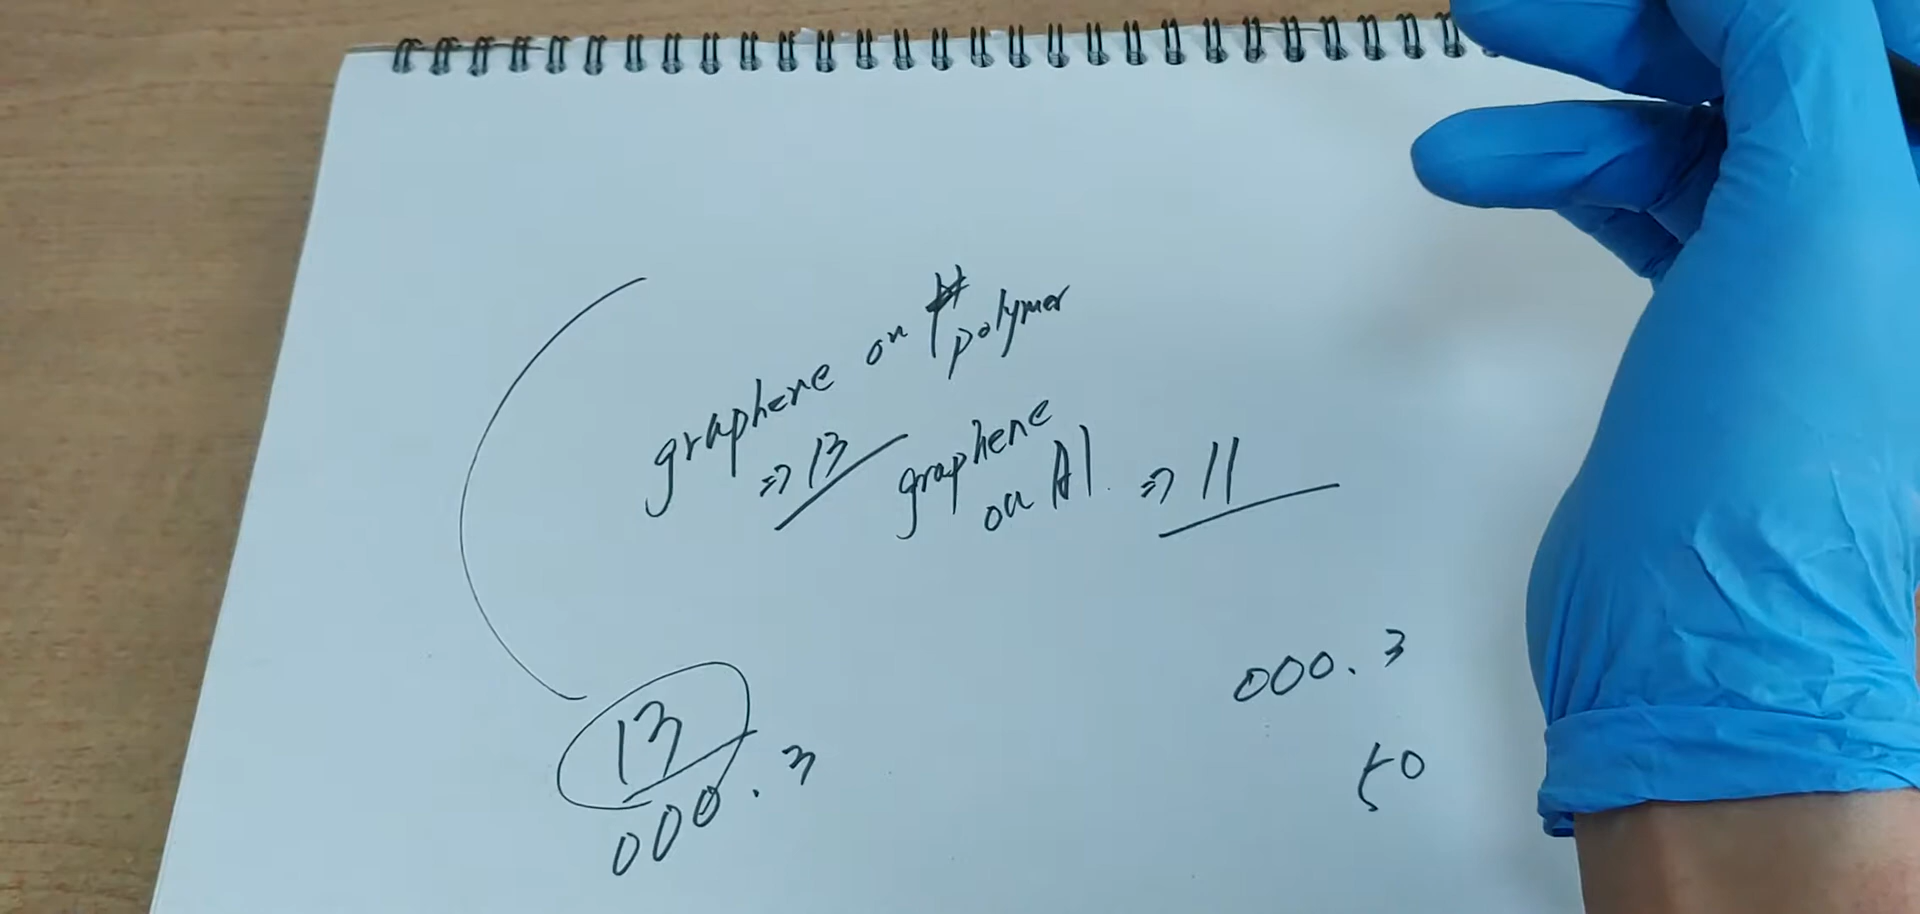 graphene on polymer
⇒ 13
graphene
on Al ⇒ 11
13
000.3
000.3
50